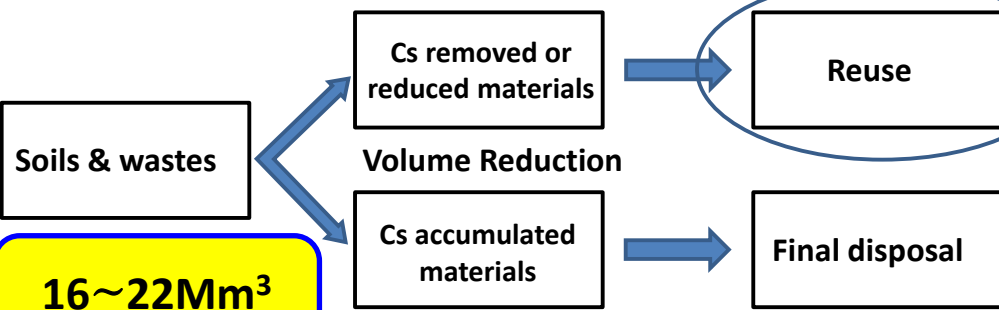 Cs removed or
reduced materials
Reuse
Soils & wastes
Volume Reduction
Cs accumulated
materials
Final disposal
16～22Mm³